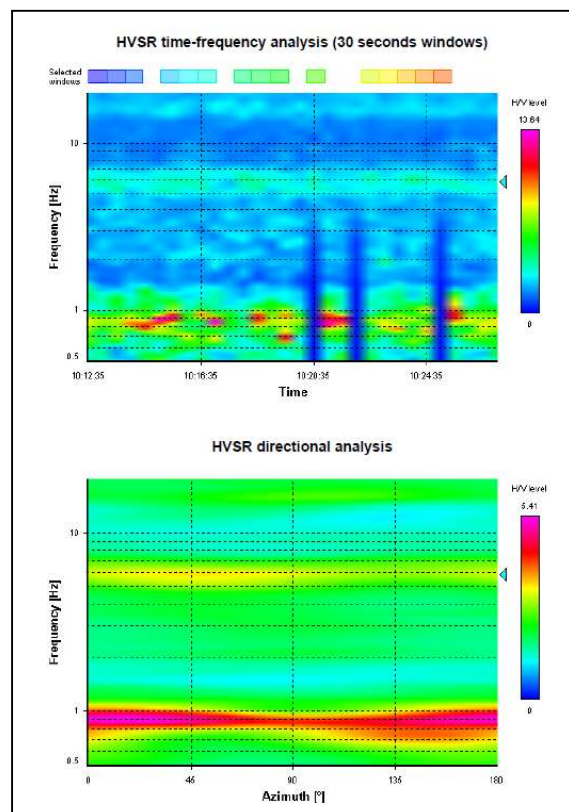 HVSR time-frequency analysis (30 seconds windows)
Selected windows
H/V level
13.64
0
Frequency [Hz]
10
1
0.5
10:12:35 10:16:35 10:20:35 10:24:35
Time
HVSR directional analysis
H/V level
5.41
0
Frequency [Hz]
10
1
0.5
0 45 90 135 180
Azimuth [°]